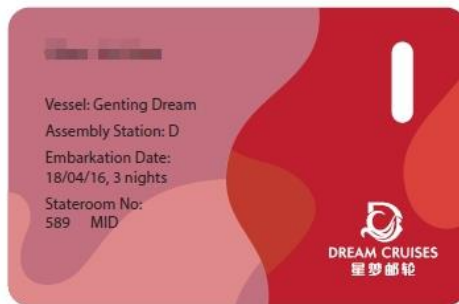 Vessel: Genting Dream
Assembly Station: D
Embarkation Date:
18/04/16, 3 nights
Stateroom No:
589 MID
DREAM CRUISES
星梦邮轮